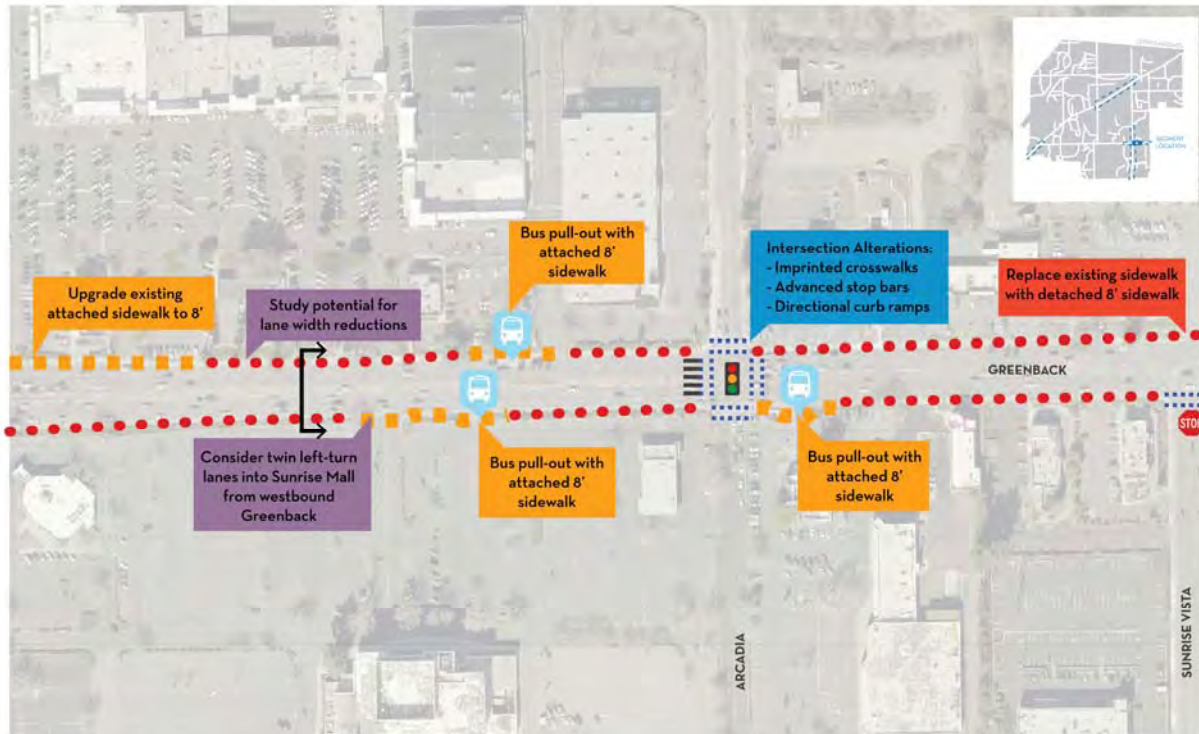 SEGMENT
LOCATION
Bus pull-out with
attached 8'
sidewalk
Intersection Alterations:
- Imprinted crosswalks
- Advanced stop bars
- Directional curb ramps
Replace existing sidewalk
with detached 8' sidewalk
Upgrade existing
attached sidewalk to 8'
Study potential for
lane width reductions
GREENBACK
STOP
Consider twin left-turn
lanes into Sunrise Mall
from westbound
Greenback
Bus pull-out with
attached 8'
sidewalk
Bus pull-out with
attached 8'
sidewalk
ARCADIA
SUNRISE VISTA